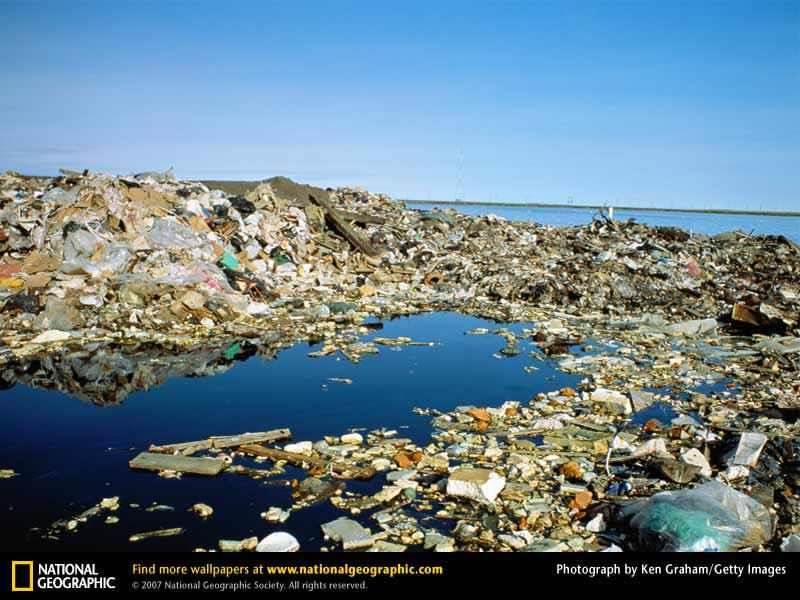 NATIONAL
GEOGRAPHIC
Find more wallpapers at www.nationalgeographic.com
© 2007 National Geographic Society. All rights reserved.
Photograph by Ken Graham/Getty Images